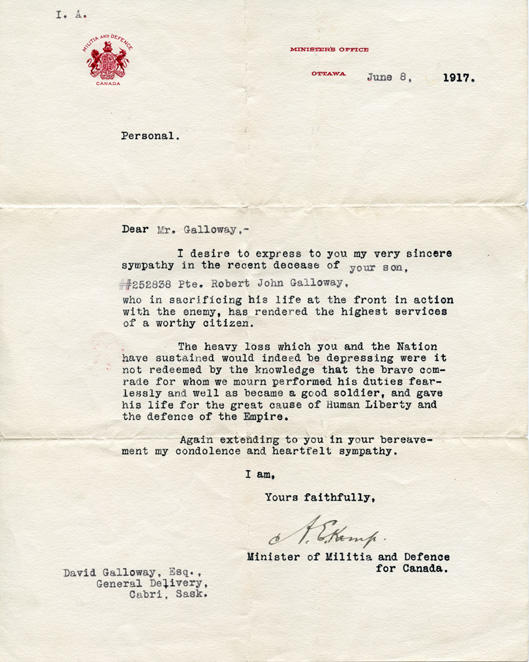 I. A.
MILITIA AND DEFENCE
CANADA
MINISTER'S OFFICE
OTTAWA June 8, 1917.
Personal.
Dear Mr. Galloway,-
I desire to express to you my very sincere
sympathy in the recent decease of your son,
#252838 Pte. Robert John Galloway,
who in sacrificing his life at the front in action
with the enemy, has rendered the highest services
of a worthy citizen.
The heavy loss which you and the Nation
have sustained would indeed be depressing were it
not redeemed by the knowledge that the brave com-
rade for whom we mourn performed his duties fear-
lessly and well as became a good soldier, and gave
his life for the great cause of Human Liberty and
the defence of the Empire.
Again extending to you in your bereave-
ment my condolence and heartfelt sympathy.
I am,
Yours faithfully,
A.E.Kemp.
Minister of Militia and Defence
for Canada.
David Galloway, Esq.,
General Delivery,
Cabri, Sask.